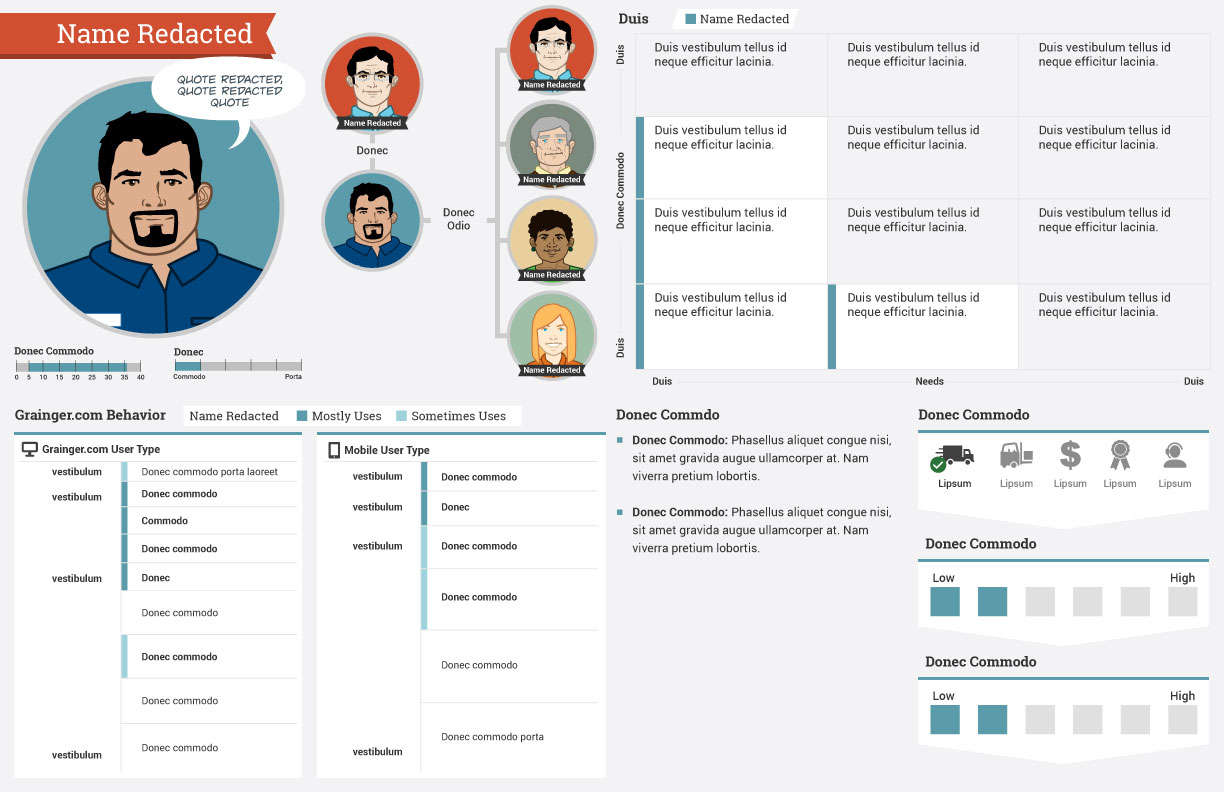 Name Redacted
QUOTE REDACTED,
QUOTE REDACTED
QUOTE
Donec Commodo
0 5 10 15 20 25 30 35 40
Donec
Commodo Porta
Name Redacted
Donec
Donec
Odio
Name Redacted
Name Redacted
Name Redacted
Name Redacted
Duis
Name Redacted
Duis
Donec Commodo
Duis
Duis vestibulum tellus id
neque efficitur lacinia.
Duis vestibulum tellus id
neque efficitur lacinia.
Duis vestibulum tellus id
neque efficitur lacinia.
Duis vestibulum tellus id
neque efficitur lacinia.
Duis vestibulum tellus id
neque efficitur lacinia.
Duis vestibulum tellus id
neque efficitur lacinia.
Duis vestibulum tellus id
neque efficitur lacinia.
Duis vestibulum tellus id
neque efficitur lacinia.
Duis vestibulum tellus id
neque efficitur lacinia.
Duis vestibulum tellus id
neque efficitur lacinia.
Duis vestibulum tellus id
neque efficitur lacinia.
Duis vestibulum tellus id
neque efficitur lacinia.
Duis Needs Duis
Grainger.com Behavior
Name Redacted Mostly Uses Sometimes Uses
Grainger.com User Type
vestibulum Donec commodo porta laoreet
vestibulum Donec commodo
Commodo
Donec commodo
vestibulum Donec
Donec commodo
Donec commodo
Donec commodo
vestibulum Donec commodo
Mobile User Type
vestibulum Donec commodo
vestibulum Donec
vestibulum Donec commodo
Donec commodo
Donec commodo
Donec commodo porta
vestibulum
Donec Commdo
Donec Commodo: Phasellus aliquet congue nisi,
sit amet gravida augue ullamcorper at. Nam
viverra pretium lobortis.
Donec Commodo: Phasellus aliquet congue nisi,
sit amet gravida augue ullamcorper at. Nam
viverra pretium lobortis.
Donec Commodo
$
Lipsum Lipsum Lipsum Lipsum Lipsum
Donec Commodo
Low High
Donec Commodo
Low High